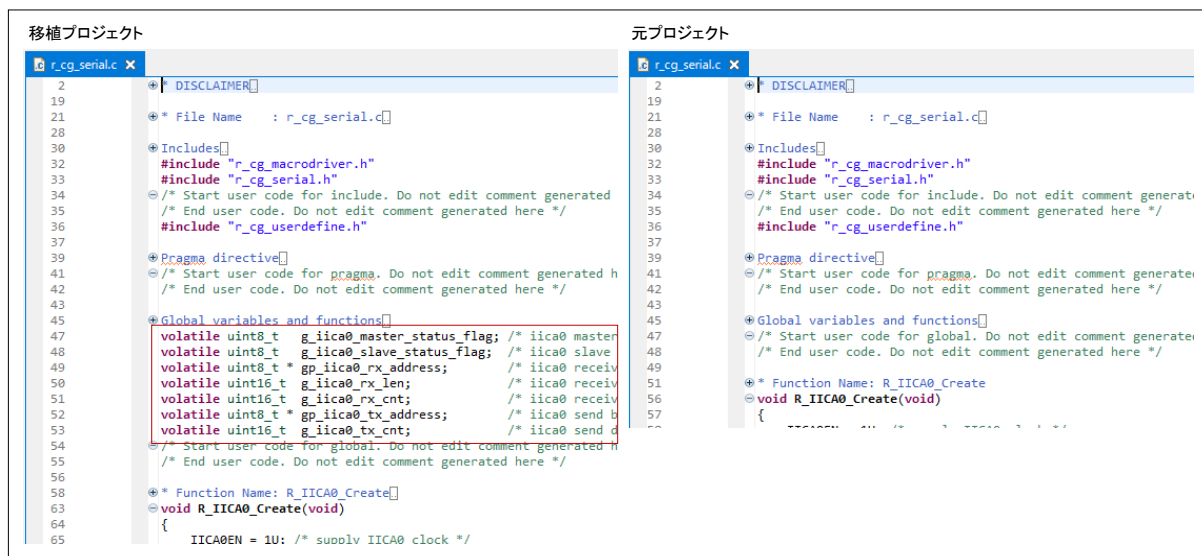 移植プロジェクト
r_cg_serial.c
2 * DISCLAIMER
19
21 * File Name : r_cg_serial.c
28
30 Includes
32 #include "r_cg_macrodriver.h"
33 #include "r_cg_serial.h"
34 /* Start user code for include. Do not edit comment generated
35 /* End user code. Do not edit comment generated here */
36 #include "r_cg_userdefine.h"
37
39 Pragma directive
41 /* Start user code for pragma. Do not edit comment generated h
42 /* End user code. Do not edit comment generated here */
43
45 Global variables and functions
47 volatile uint8_t g_iica0_master_status_flag; /* iica0 master
48 volatile uint8_t g_iica0_slave_status_flag; /* iica0 slave
49 volatile uint8_t * gp_iica0_rx_address; /* iica0 receiv
50 volatile uint16_t g_iica0_rx_len; /* iica0 receiv
51 volatile uint16_t g_iica0_rx_cnt; /* iica0 receiv
52 volatile uint8_t * gp_iica0_tx_address; /* iica0 send b
53 volatile uint16_t g_iica0_tx_cnt; /* iica0 send d
54 /* Start user code for global. Do not edit comment generated h
55 /* End user code. Do not edit comment generated here */
56
58 * Function Name: R_IICA0_Create
63 void R_IICA0_Create(void)
64 {
65 IICA0EN = 1U; /* supply IICA0 clock */
元プロジェクト
r_cg_serial.c
2 * DISCLAIMER
19
21 * File Name : r_cg_serial.c
28
30 Includes
32 #include "r_cg_macrodriver.h"
33 #include "r_cg_serial.h"
34 /* Start user code for include. Do not edit comment generate
35 /* End user code. Do not edit comment generated here */
36 #include "r_cg_userdefine.h"
37
39 Pragma directive
41 /* Start user code for pragma. Do not edit comment generated
42 /* End user code. Do not edit comment generated here */
43
45 Global variables and functions
47 /* Start user code for global. Do not edit comment generated
48 /* End user code. Do not edit comment generated here */
49
51 * Function Name: R_IICA0_Create
56 void R_IICA0_Create(void)
57 {